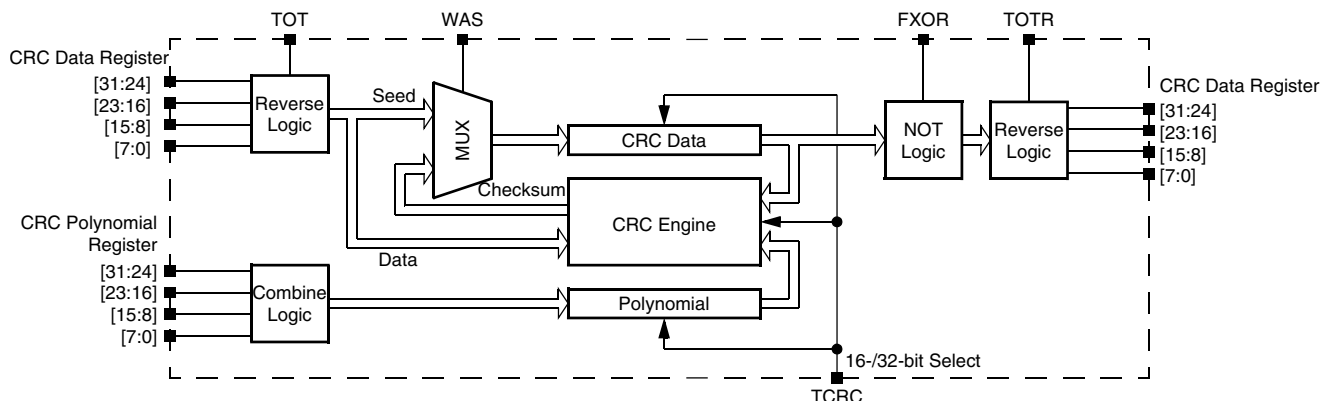 TOT
WAS
FXOR
TOTR
CRC Data Register
[31:24]
[23:16]
[15:8]
[7:0]
Reverse
Logic
Seed
MUX
CRC Data
NOT
Logic
Reverse
Logic
CRC Data Register
[31:24]
[23:16]
[15:8]
[7:0]
Checksum
CRC Engine
Data
CRC Polynomial
Register
[31:24]
[23:16]
[15:8]
[7:0]
Combine
Logic
Polynomial
16-/32-bit Select
TCRC